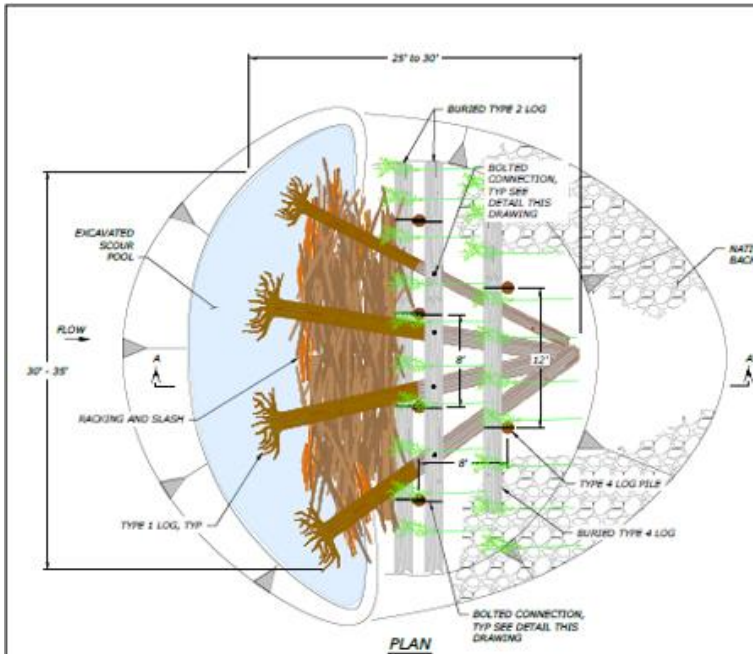 25' to 30'
BURIED TYPE 2 LOG
BOLTED
CONNECTION,
TYP SEE
DETAIL THIS
DRAWING
EXCAVATED
SCOUR
POOL
NATI
BACK
FLOW
30' - 35'
A
A
8'
12'
RACKING AND SLASH
8'
TYPE 4 LOG PILE
TYPE 1 LOG, TYP
BURIED TYPE 4 LOG
BOLTED CONNECTION,
TYP SEE DETAIL THIS
DRAWING
PLAN